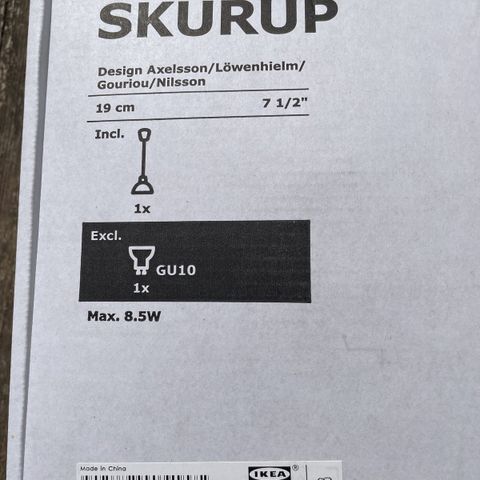 SKURUP
Design Axelsson/Löwenhielm/
Gouriou/Nilsson
19 cm 7 1/2"
Incl.
1x
Excl.
GU10
1x
Max. 8.5W
Made in China
IKEA®